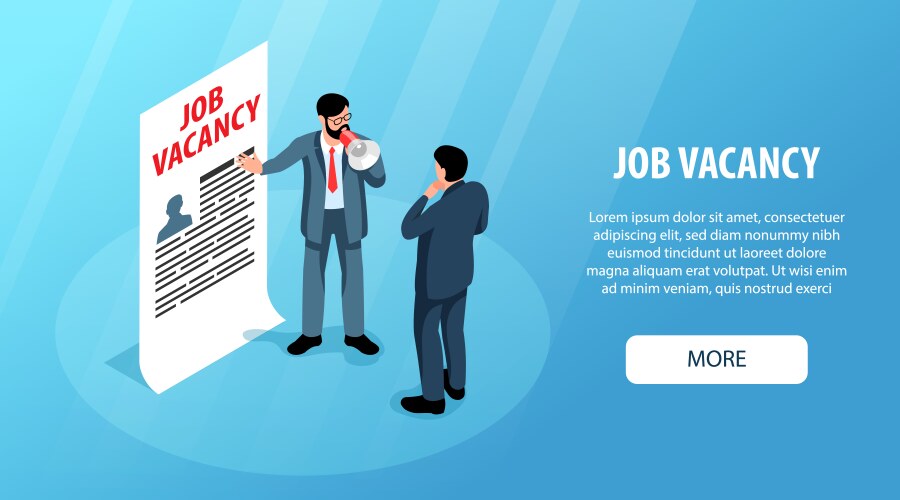 JOB
VACANCY
JOB VACANCY
Lorem ipsum dolor sit amet, consectetuer
adipiscing elit, sed diam nonummy nibh
euismod tincidunt ut laoreet dolore
magna aliquam erat volutpat. Ut wisi enim
ad minim veniam, quis nostrud exerci
MORE